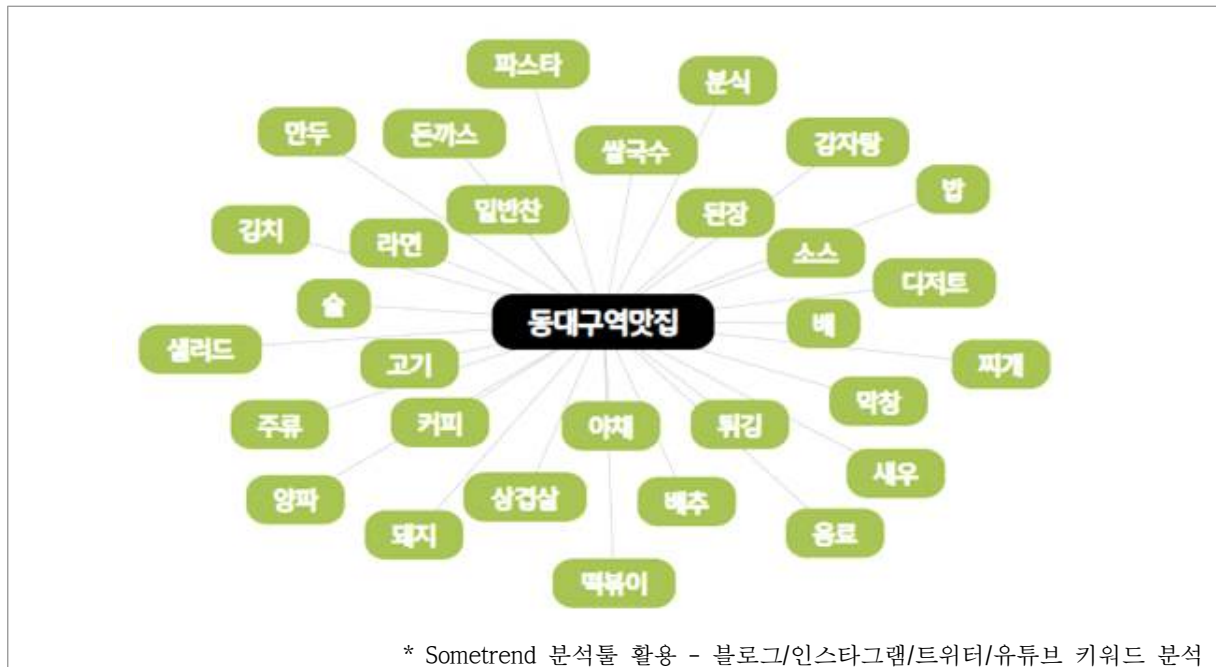 파스타
분식
만두
돈까스
쌀국수
감자탕
밥
밑반찬
된장
김치
라면
소스
디저트
술
동대구역맛집
배
샐러드
고기
찌개
막창
주류
커피
야채
튀김
새우
양파
삼겹살
배추
돼지
음료
떡볶이
* Sometrend 분석툴 활용 - 블로그/인스타그램/트위터/유튜브 키워드 분석